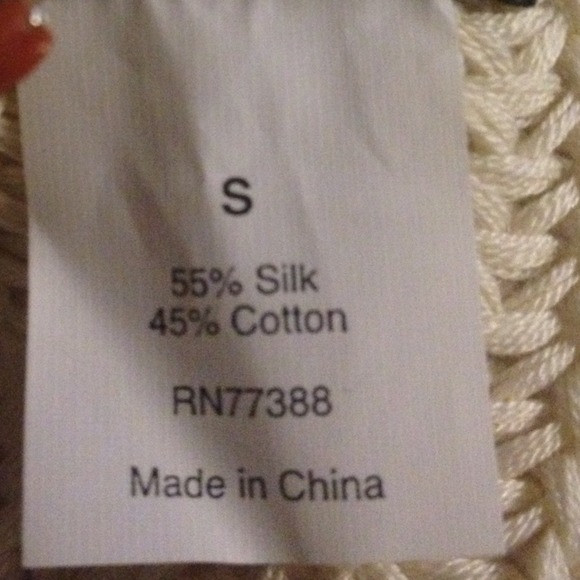 S
55% Silk
45% Cotton
RN77388
Made in China